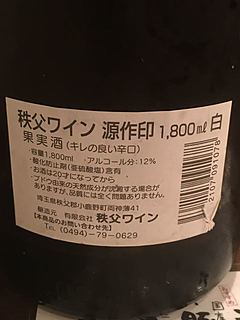 秩父ワイン 源作印 1,800㎖ 白
果実酒(キレの良い辛口)
・容量1,800ml ・アルコール分:12%
・酸化防止剤(亜硫酸塩)含有
・お酒は20才になってから
・ブドウ由来の天然成分が沈澱する場合が
ありますが、品質には全く問題ありません。
埼玉県秩父郡小鹿野町両神薄41
醸造元 有限会社 秩父ワイン
【本商品のお問い合わせ先】
TEL(0494)-79-0629
2107091078